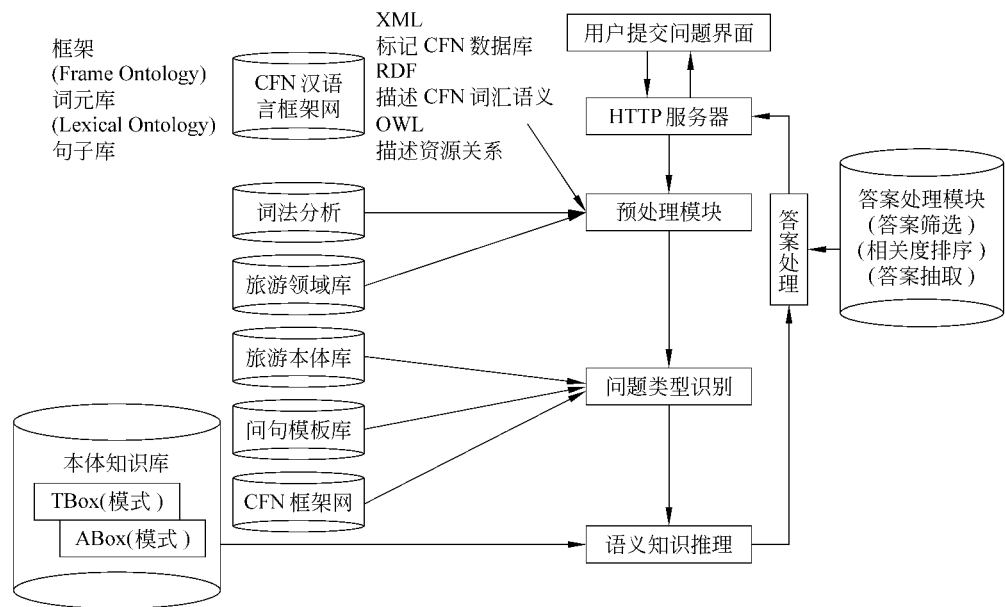 框架
(Frame Ontology)
词元库
(Lexical Ontology)
句子库
CFN 汉语
言框架网
XML
标记 CFN 数据库
RDF
描述 CFN 词汇语义
OWL
描述资源关系
用户提交问题界面
HTTP 服务器
词法分析
预处理模块
旅游领域库
答案处理
答案处理模块
(答案筛选)
(相关度排序)
(答案抽取)
旅游本体库
问题类型识别
问句模板库
CFN 框架网
本体知识库
TBox(模式)
ABox(模式)
语义知识推理